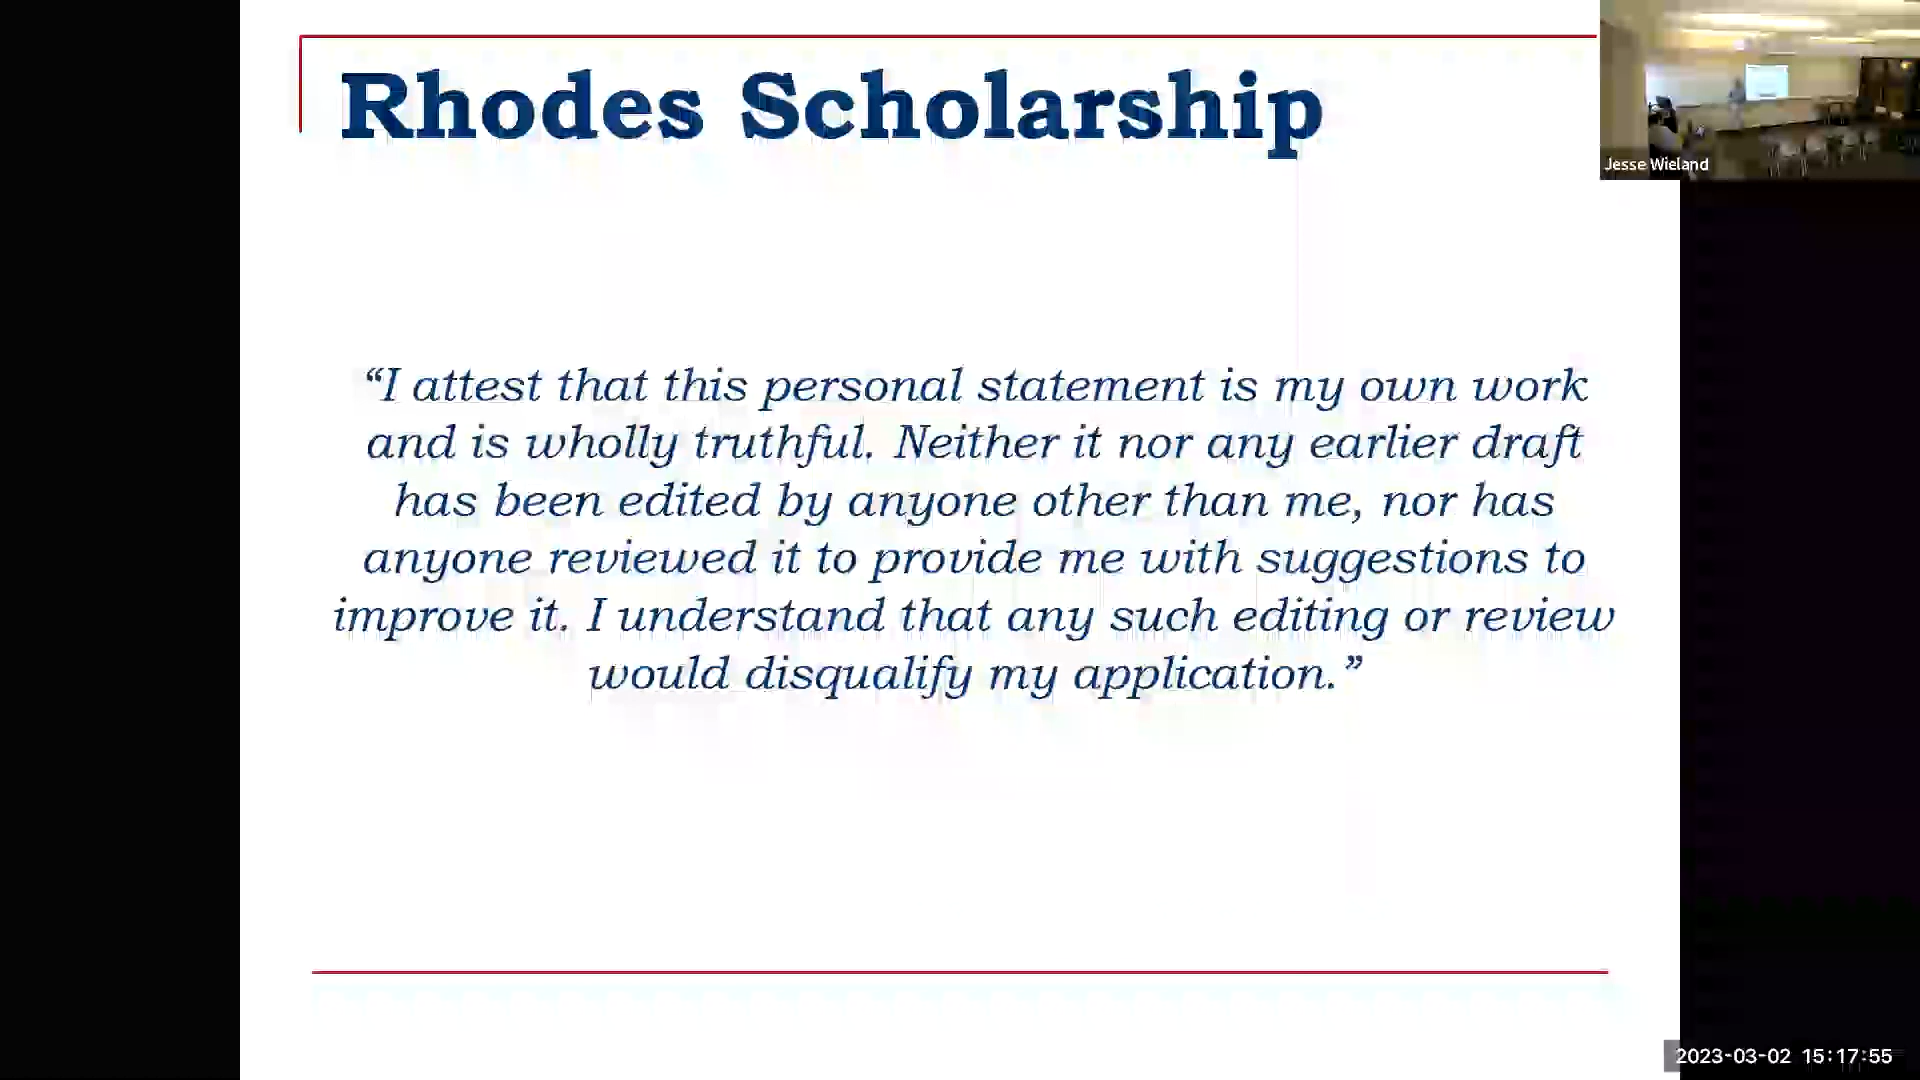 Rhodes Scholarship
Jesse Wieland
“I attest that this personal statement is my own work
and is wholly truthful. Neither it nor any earlier draft
has been edited by anyone other than me, nor has
anyone reviewed it to provide me with suggestions to
improve it. I understand that any such editing or review
would disqualify my application.”
2023-03-02 15:17:55